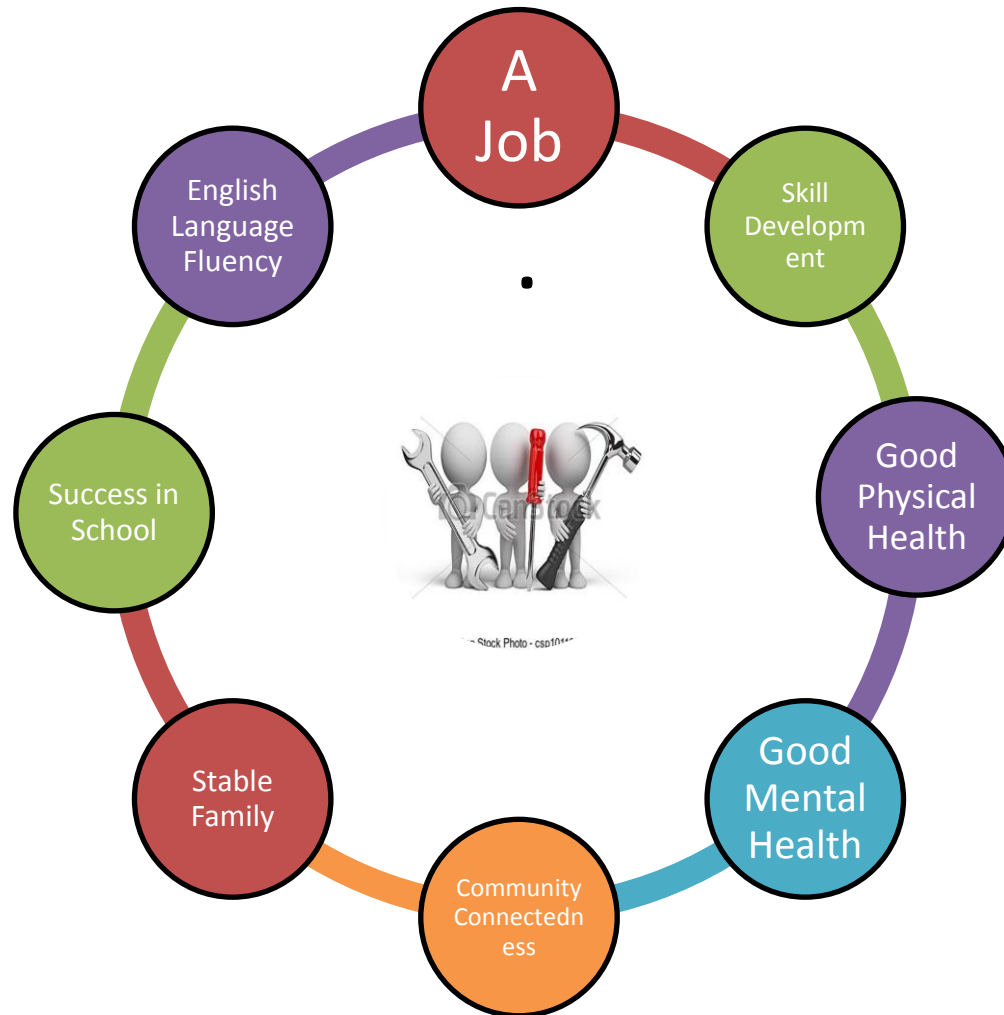 A
Job
Skill
Developm
ent
Good
Physical
Health
Good
Mental
Health
Community
Connectedn
ess
Stable
Family
Success in
School
English
Language
Fluency
.
CanStock
Stock Photo -